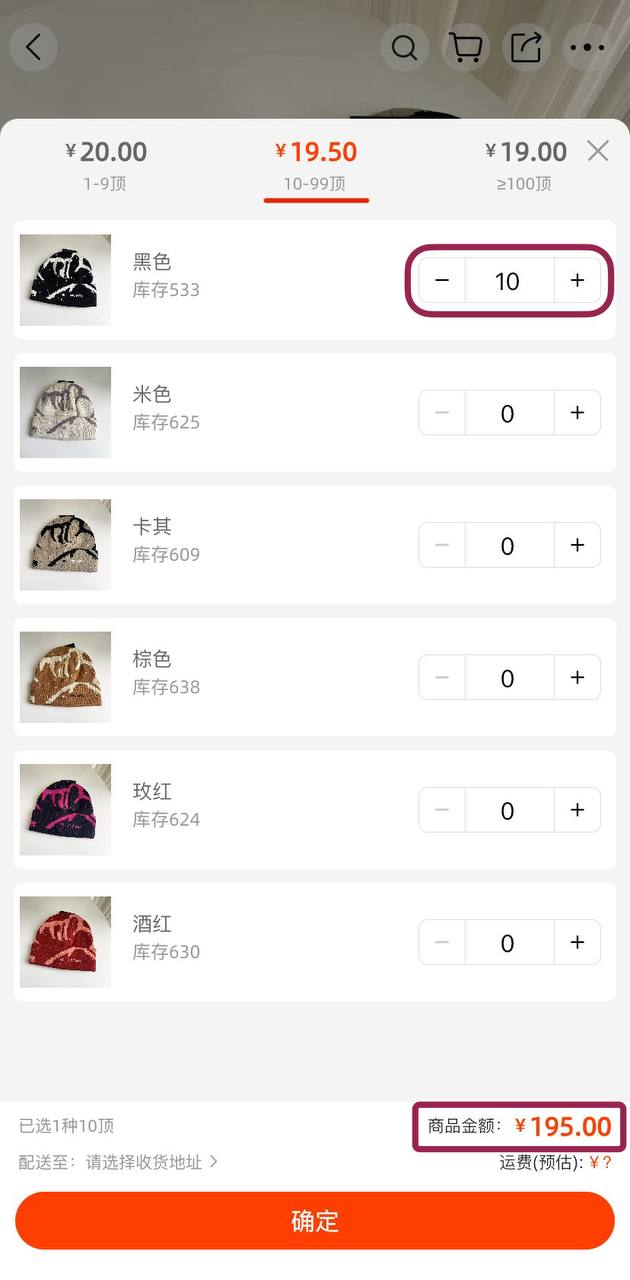 ¥20.00
1-9顶
¥19.50
10-99顶
¥19.00
≥100顶
黑色
库存533
10
米色
库存625
0
卡其
库存609
0
棕色
库存638
0
玫红
库存624
0
酒红
库存630
0
已选1种10顶
商品金额：¥195.00
配送至：请选择收货地址
运费(预估): ¥?
确定